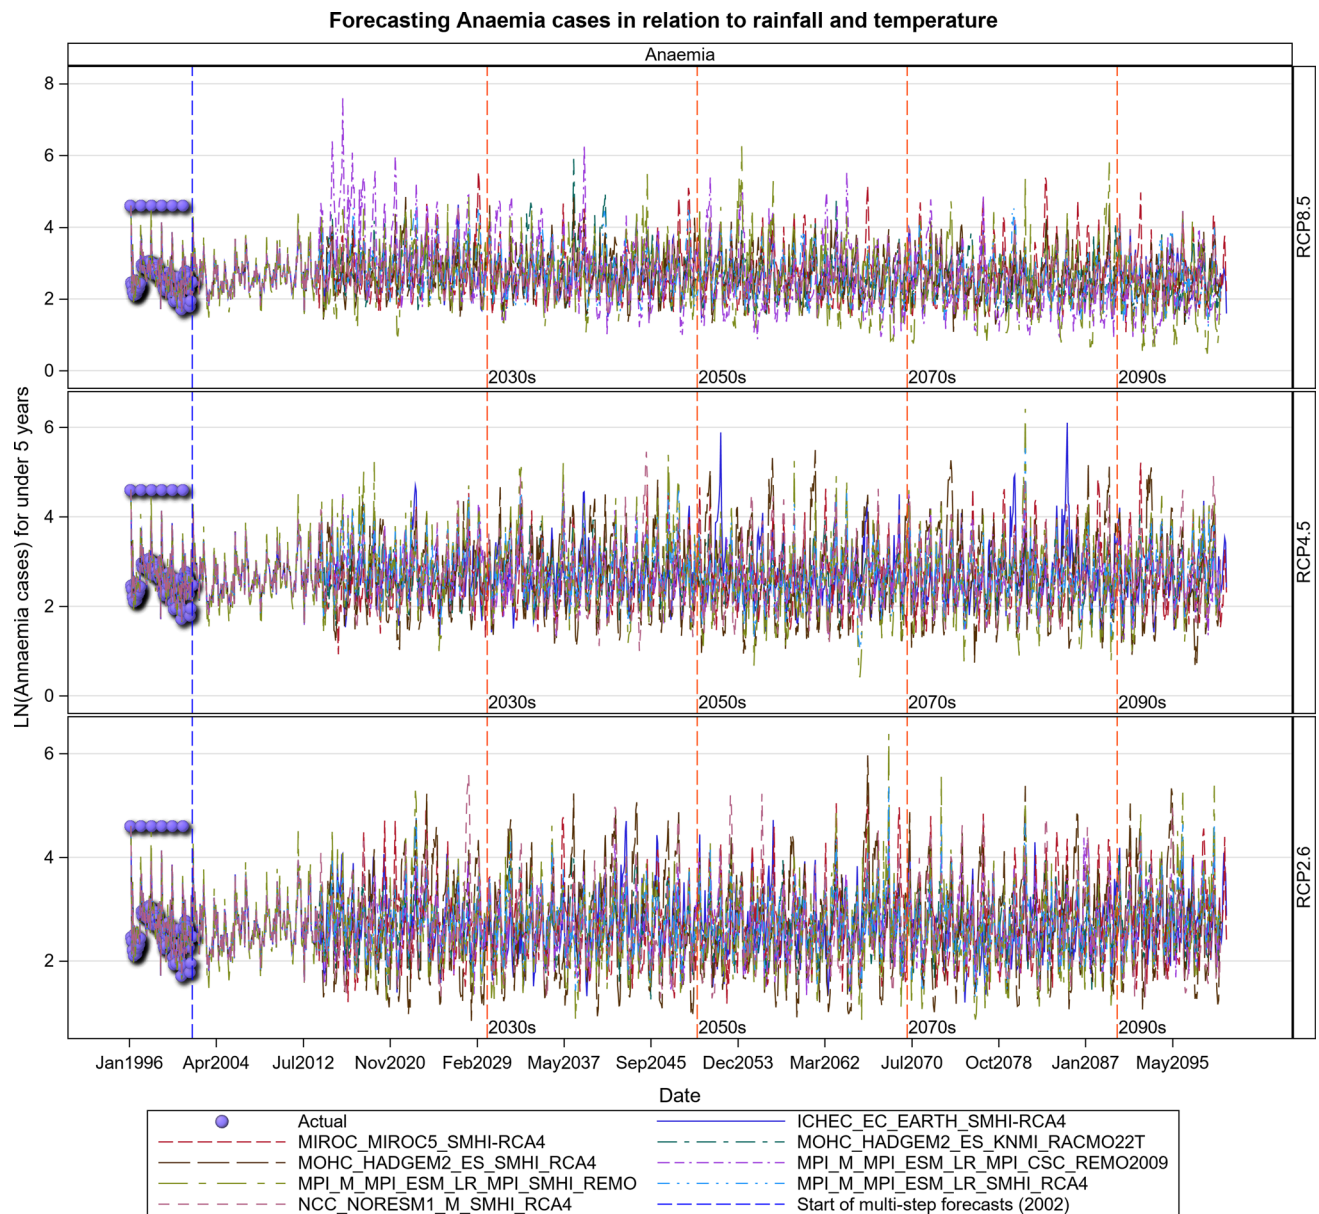 Forecasting Anaemia cases in relation to rainfall and temperature
Anaemia
LN(Annaemia cases) for under 5 years
8
6
4
2
0
2030s
2050s
2070s
2090s
RCP8.5
6
4
2
0
2030s
2050s
2070s
2090s
RCP4.5
6
4
2
2030s
2050s
2070s
2090s
RCP2.6
Jan1996 Apr2004 Jul2012 Nov2020 Feb2029 May2037 Sep2045 Dec2053 Mar2062 Jul2070 Oct2078 Jan2087 May2095
Date
Actual
ICHEC_EC_EARTH_SMHI-RCA4
MIROC_MIROC5_SMHI-RCA4
MOHC_HADGEM2_ES_KNMI_RACMO22T
MOHC_HADGEM2_ES_SMHI_RCA4
MPI_M_MPI_ESM_LR_MPI_CSC_REMO2009
MPI_M_MPI_ESM_LR_MPI_SMHI_REMO
MPI_M_MPI_ESM_LR_SMHI_RCA4
NCC_NORESM1_M_SMHI_RCA4
Start of multi-step forecasts (2002)